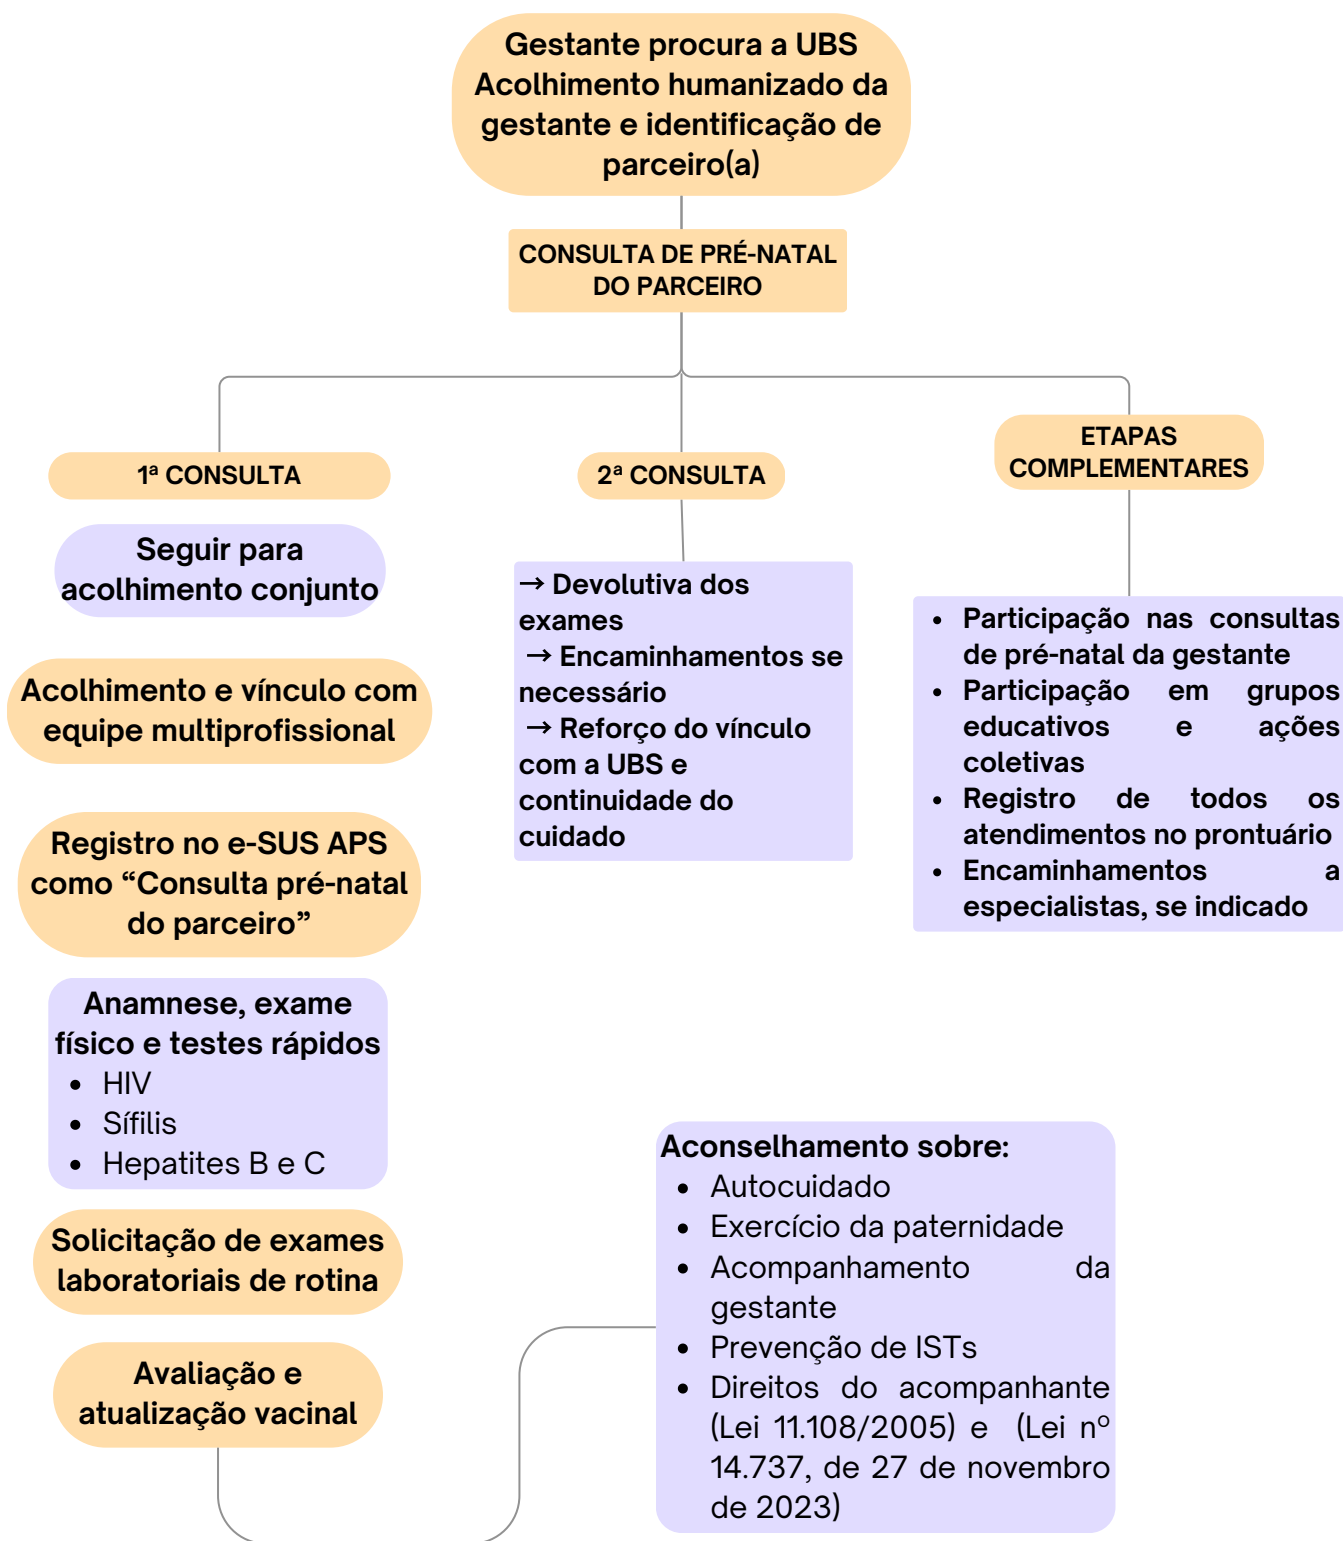 Gestante procura a UBS
Acolhimento humanizado da
gestante e identificação de
parceiro(a)
CONSULTA DE PRÉ-NATAL
DO PARCEIRO
1ª CONSULTA
Seguir para
acolhimento conjunto
Acolhimento e vínculo com
equipe multiprofissional
Registro no e-SUS APS
como “Consulta pré-natal
do parceiro”
Anamnese, exame
físico e testes rápidos
• HIV
• Sífilis
• Hepatites B e C
Solicitação de exames
laboratoriais de rotina
Avaliação e
atualização vacinal
Aconselhamento sobre:
• Autocuidado
• Exercício da paternidade
• Acompanhamento da
gestante
• Prevenção de ISTs
• Direitos do acompanhante
(Lei 11.108/2005) e (Lei nº
14.737, de 27 de novembro
de 2023)
2ª CONSULTA
→ Devolutiva dos
exames
→ Encaminhamentos se
necessário
→ Reforço do vínculo
com a UBS e
continuidade do
cuidado
ETAPAS
COMPLEMENTARES
• Participação nas consultas
de pré-natal da gestante
• Participação em grupos
educativos e ações
coletivas
• Registro de todos os
atendimentos no prontuário
• Encaminhamentos a
especialistas, se indicado